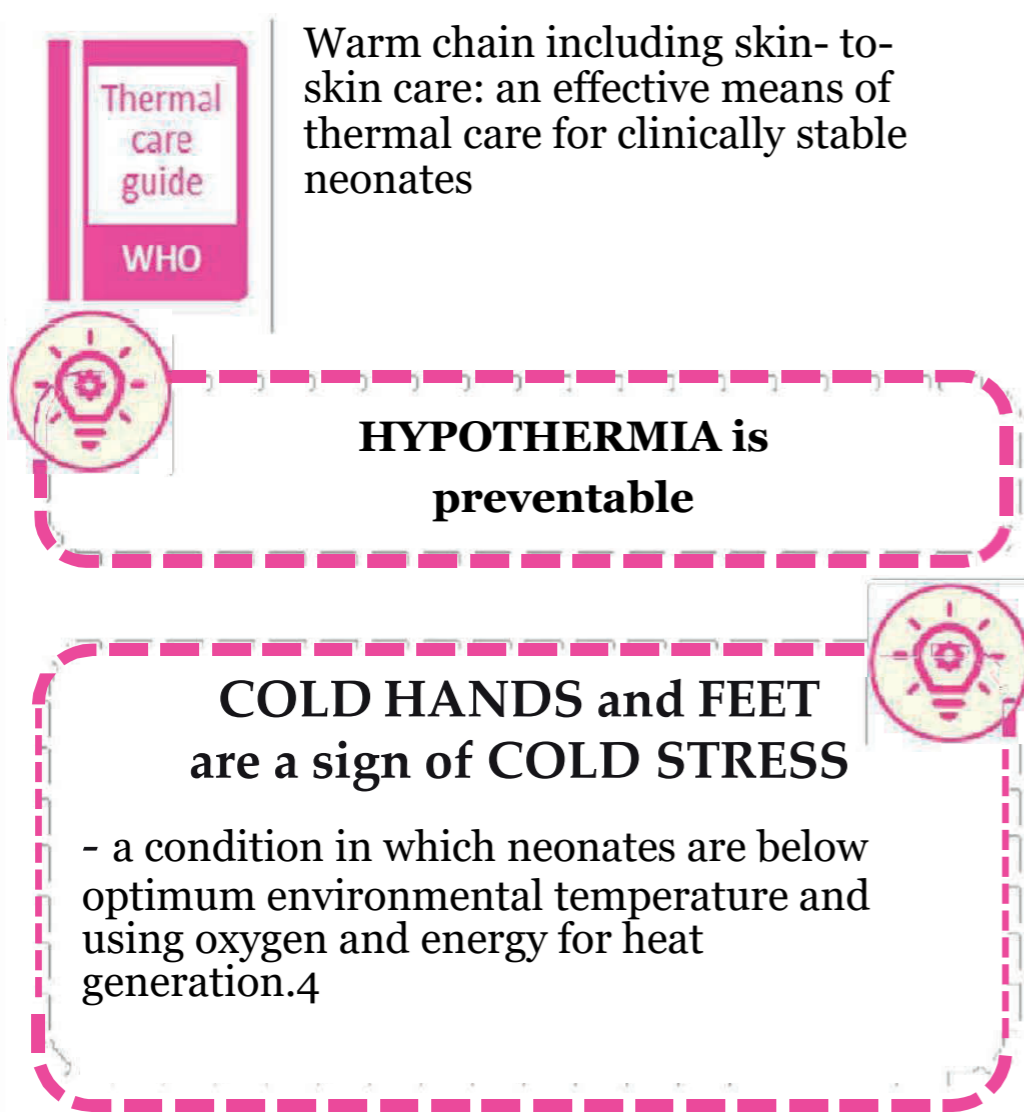 Thermal
care
guide
WHO
Warm chain including skin- to-
skin care: an effective means of
thermal care for clinically stable
neonates
HYPOTHERMIA is
preventable
COLD HANDS and FEET
are a sign of COLD STRESS
- a condition in which neonates are below
optimum environmental temperature and
using oxygen and energy for heat
generation.4